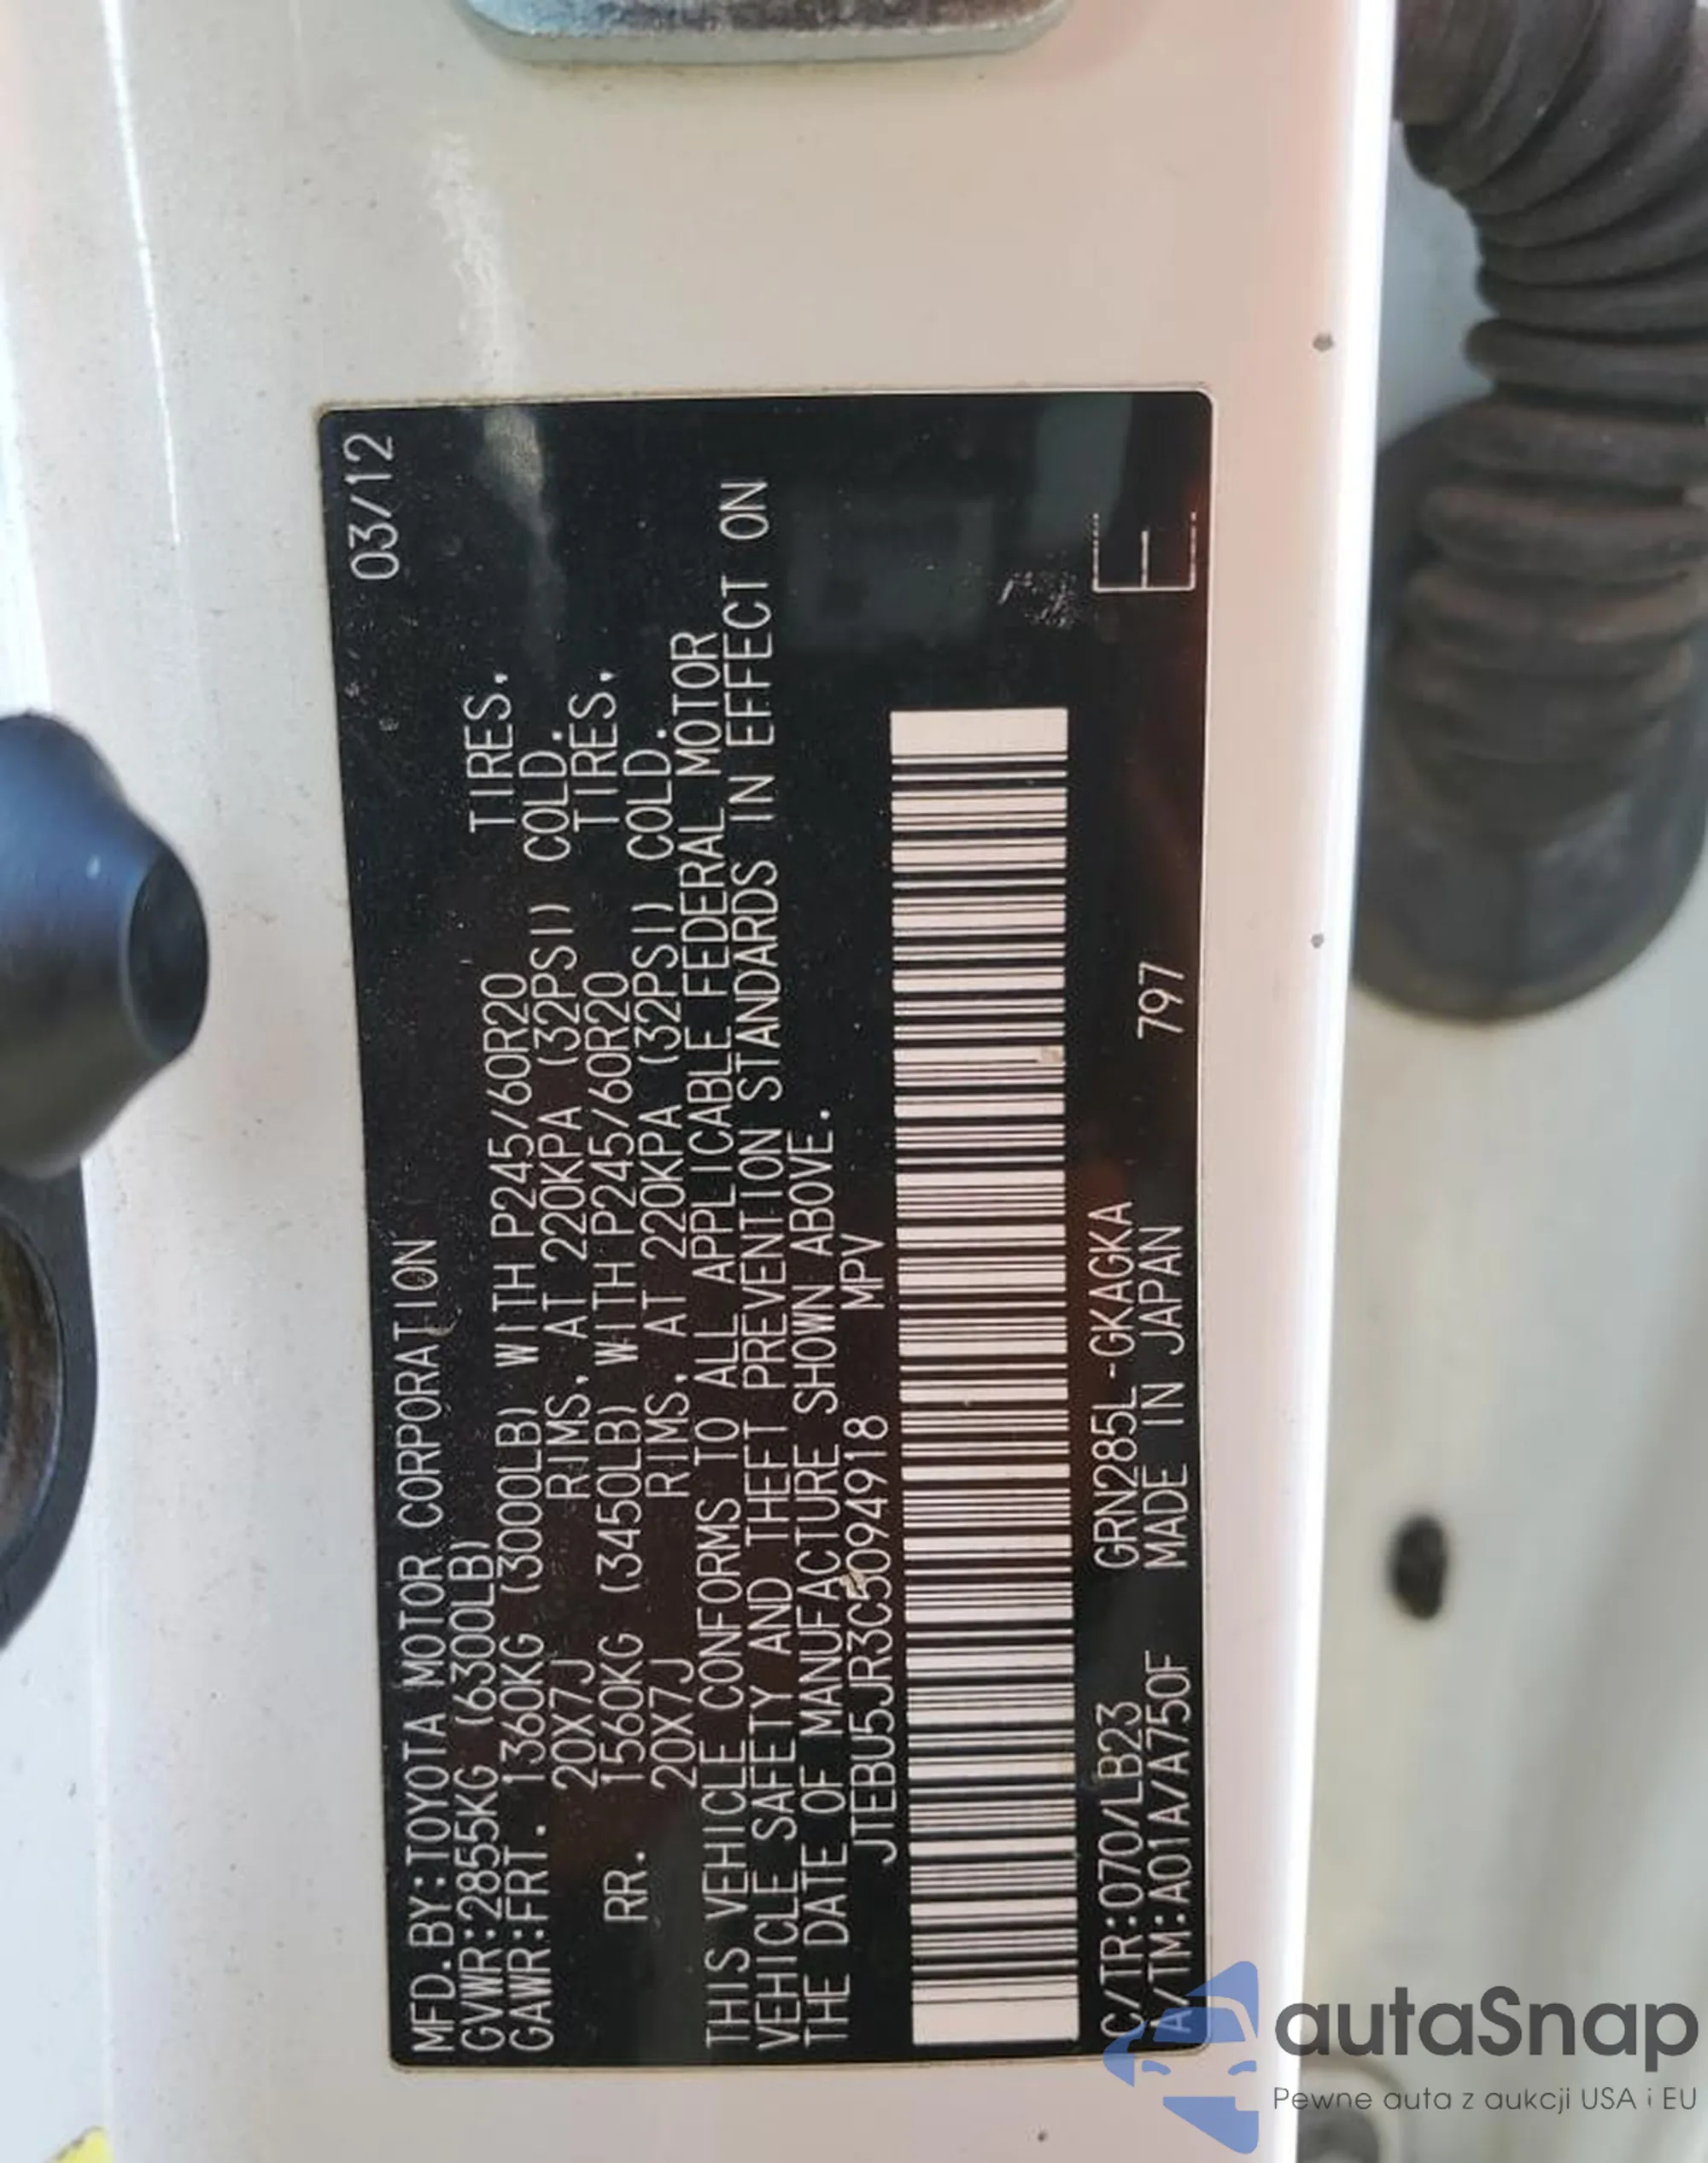 MFD.BY:TOYOTA MOTOR CORPORATION 03/12
GVWR:2855KG (6300LB)
GAWR:FRT. 1360KG (3000LB) WITH P245/60R20 TIRES,
20X7J RIMS, AT 220KPA (32PSI) COLD.
RR. 1560KG (3450LB) WITH P245/60R20 TIRES,
20X7J RIMS, AT 220KPA (32PSI) COLD.
THIS VEHICLE CONFORMS TO ALL APPLICABLE FEDERAL MOTOR
VEHICLE SAFETY AND THEFT PREVENTION STANDARDS IN EFFECT ON
THE DATE OF MANUFACTURE SHOWN ABOVE.
JTEBU5JR3C5094918 MPV
C/TR:070/LB23 GRN285L-GKAGKA
A/TM:A01A/A750F MADE IN JAPAN 797
autaSnap
Pewne auta z aukcji USA i EU